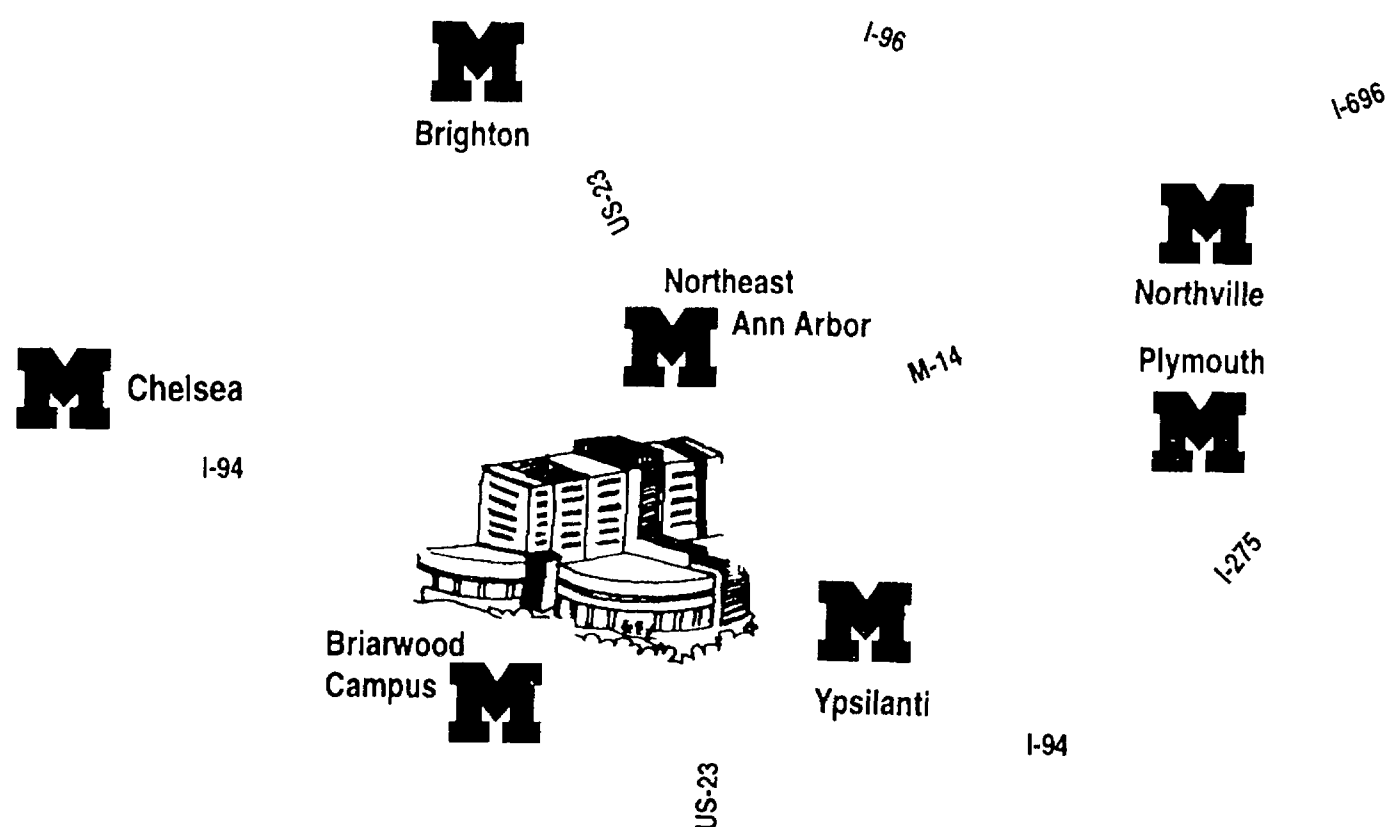 I-96
I-696
M
Brighton
US-23
M
Northville
Northeast
M Ann Arbor
M-14
Plymouth
M
M Chelsea
I-94
I-275
M
Ypsilanti
Briarwood
Campus M
I-94
US-23